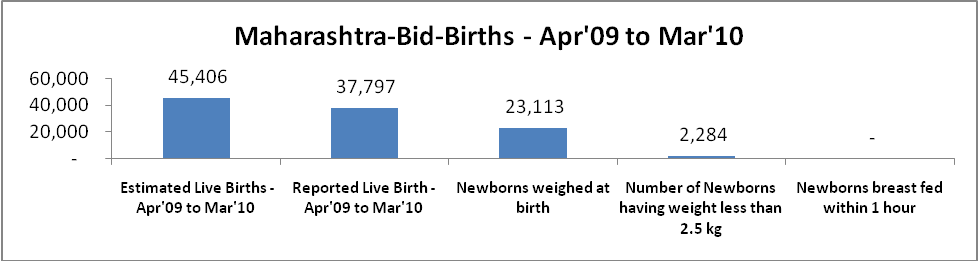 Maharashtra-Bid-Births - Apr'09 to Mar'10
60,000
40,000
20,000
-
45,406
37,797
23,113
2,284
-
Estimated Live Births -
Apr'09 to Mar'10
Reported Live Birth -
Apr'09 to Mar'10
Newborns weighed at
birth
Number of Newborns
having weight less than
2.5 kg
Newborns breast fed
within 1 hour